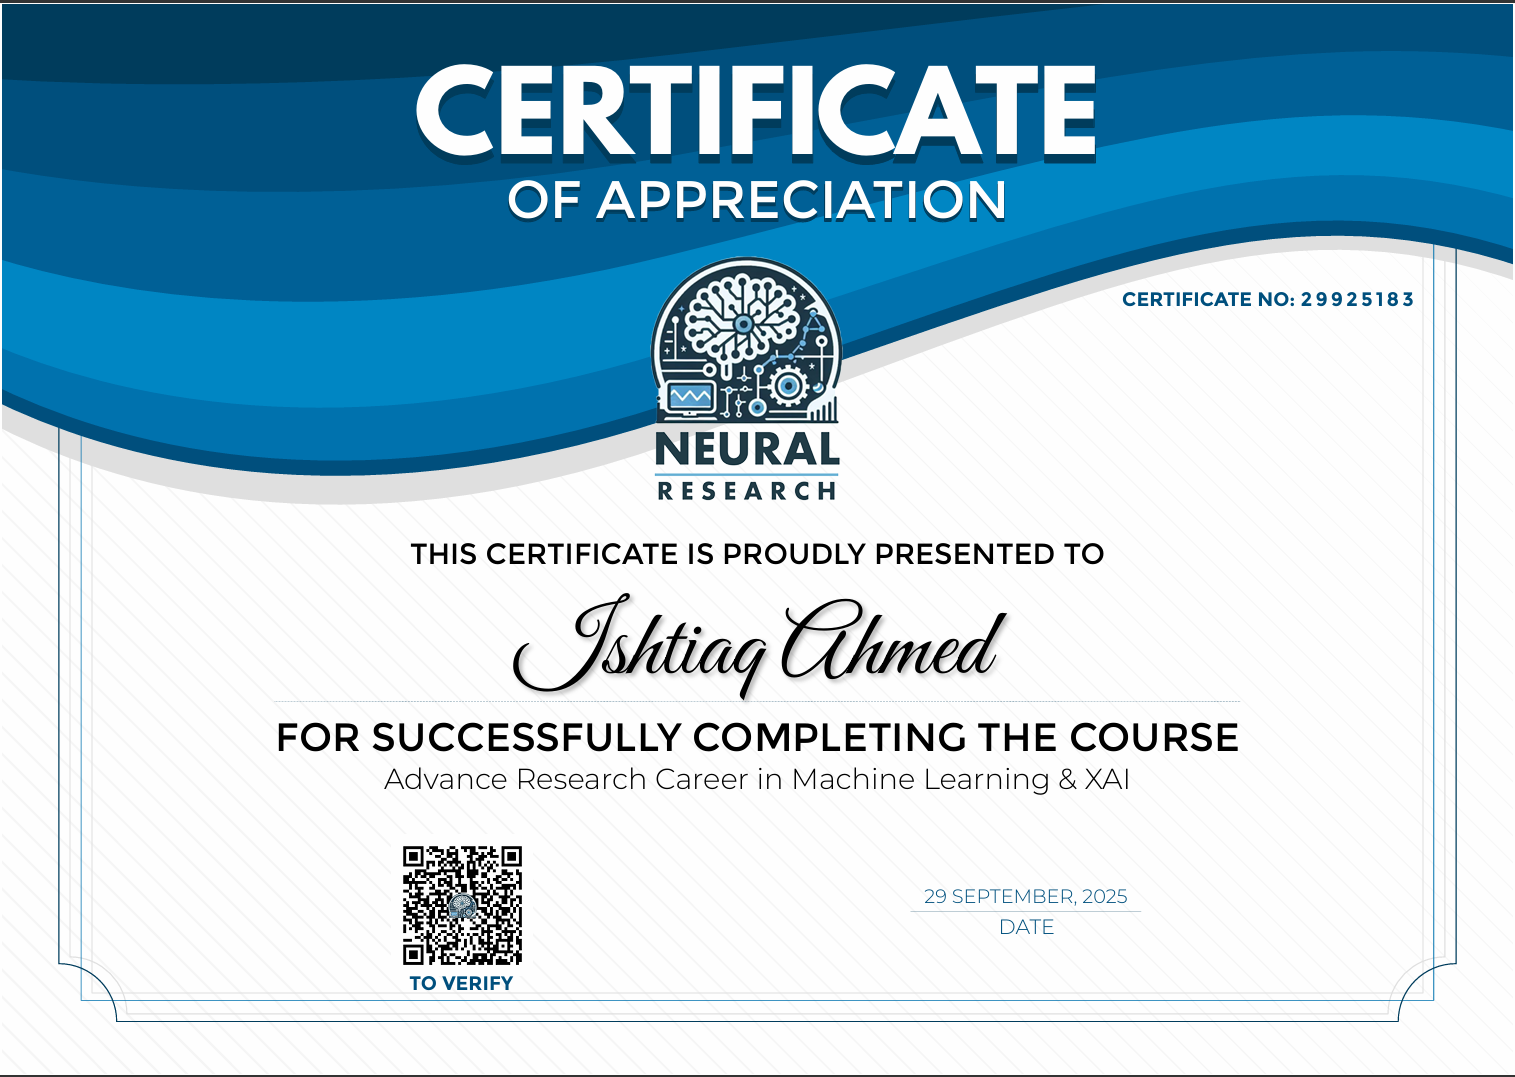 CERTIFICATE
OF APPRECIATION
CERTIFICATE NO: 29925183
NEURAL
RESEARCH
THIS CERTIFICATE IS PROUDLY PRESENTED TO
Ishtiaq Ahmed
FOR SUCCESSFULLY COMPLETING THE COURSE
Advance Research Career in Machine Learning & XAI
29 SEPTEMBER, 2025
DATE
TO VERIFY